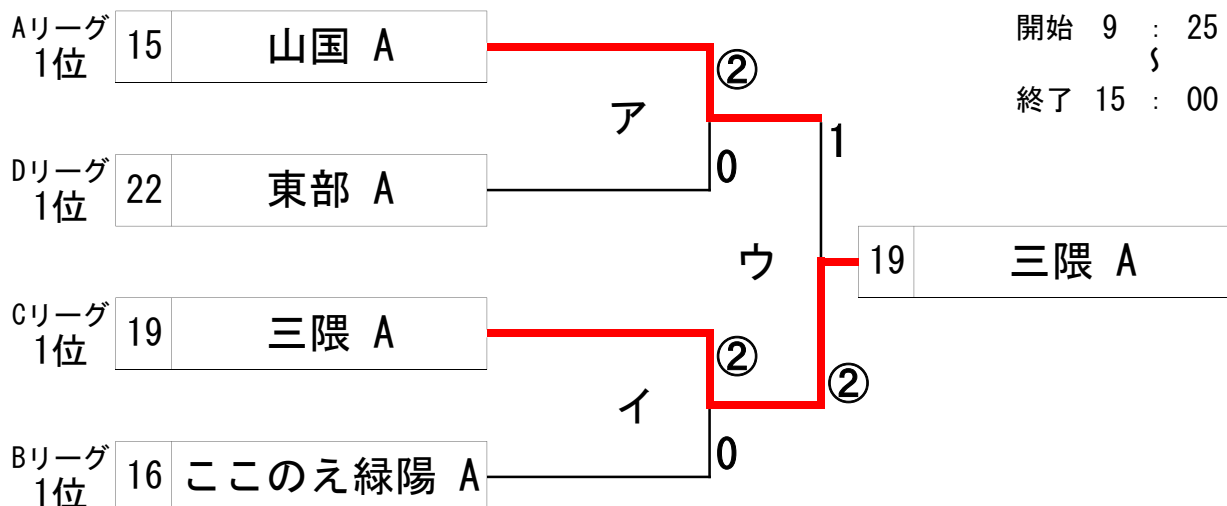 Aリーグ
1位
15
山国 A
開始 9 : 25
~
終了 15 : 00
②
ア
1
0
Dリーグ
1位
22
東部 A
ウ
19
三隈 A
Cリーグ
1位
19
三隈 A
②
②
イ
0
Bリーグ
1位
16
ここのえ緑陽 A